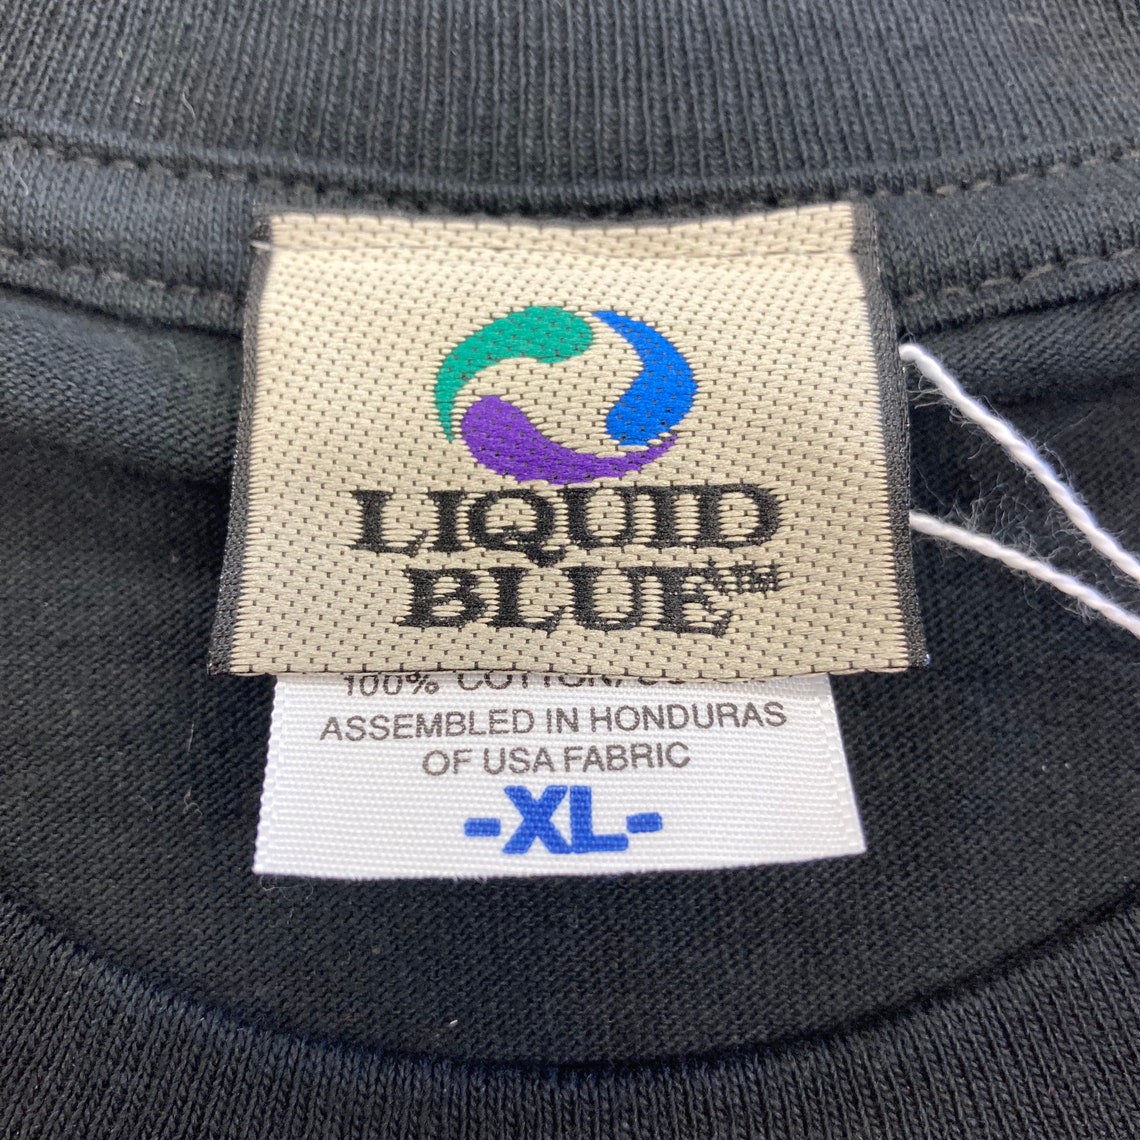 LIQUID
BLUE
100% COTTON
ASSEMBLED IN HONDURAS
OF USA FABRIC
-XL-